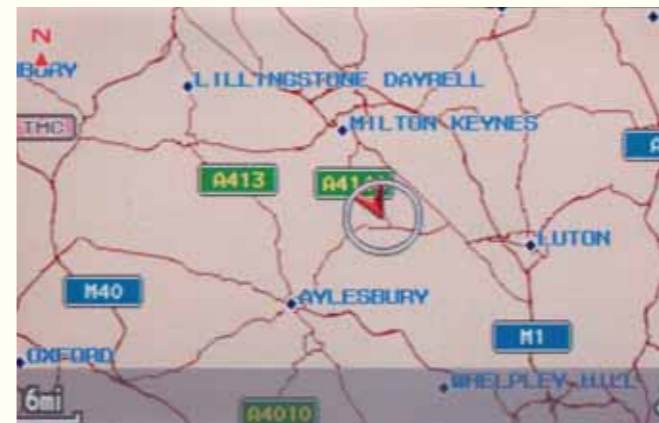 N
BURY
LILLINGSTONE DAYRELL
TMC
MILTON KEYNES
A413
LUTON
M40
AYLESBURY
M1
OXFORD
WHELPLEY HILL
6mi
A4010